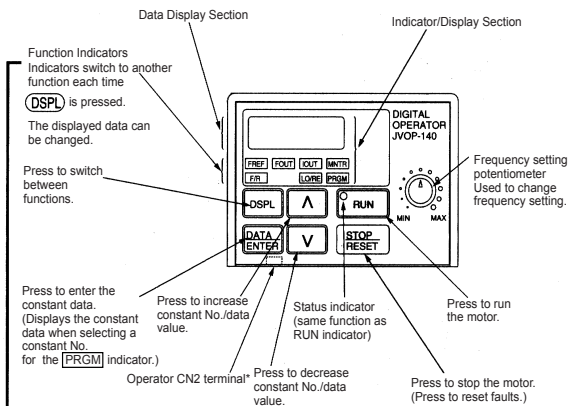 Data Display Section
Indicator/Display Section
Function Indicators
Indicators switch to another
function each time
DSPL is pressed.
The displayed data can
be changed.
Press to switch
between
functions.
DIGITAL
OPERATOR
JVOP-140
FREF FOUT IOUT MNTR
F/R LO/RE PRGM
DSPL
RUN
DATA
ENTER
STOP
RESET
MIN MAX
Frequency setting
potentiometer
Used to change
frequency setting.
Press to enter the
constant data.
(Displays the constant
data when selecting a
constant No.
for the PRGM indicator.)
Press to increase
constant No./data
value.
Operator CN2 terminal*
Press to decrease
constant No./data
value.
Status indicator
(same function as
RUN indicator)
Press to run
the motor.
Press to stop the motor.
(Press to reset faults.)